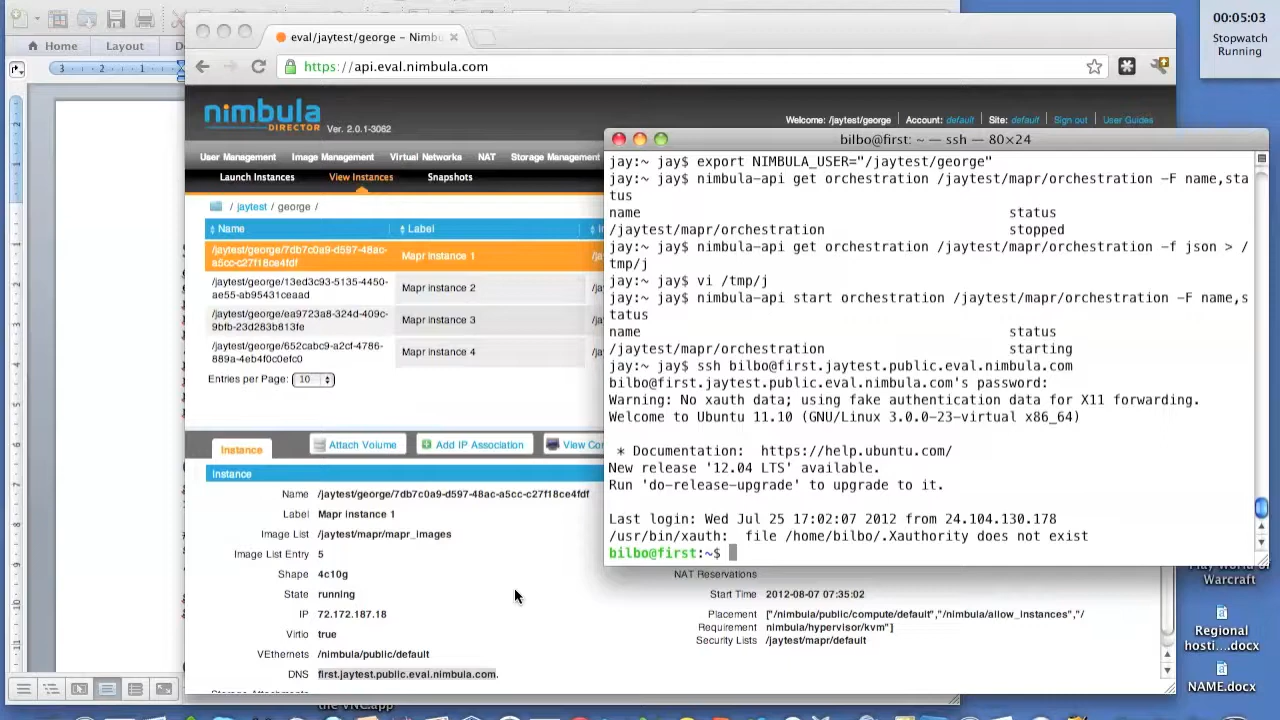 00:05:03
Stopwatch
Running
Home
Layout
3 2 1
eval/jaytest/george – Nimbu
https://api.eval.nimbula.com
nimbula
DIRECTOR
Ver. 2.0.1-3062
Welcome: /jaytest/george Account: default Site: default Sign out User Guides
User Management Image Management Virtual Networks NAT Storage Management
Launch Instances View Instances Snapshots
/ jaytest / george /
Name Label
/jaytest/george/7db7c0a9-d597-48ac-
a5cc-c27f18ce4fdf
Mapr instance 1
/jaytest/george/13ed3c93-5135-4450-
ae55-ab95431ceaad
Mapr instance 2
/jaytest/george/ea9723a8-324d-409c-
9bfb-23d283b813fe
Mapr instance 3
/jaytest/george/652cabc9-a2cf-4786-
889a-4eb4f0c0efc0
Mapr instance 4
Entries per Page: 10
bilbo@first: ~ — ssh — 80×24
jay:~ jay$ export NIMBULA_USER="/jaytest/george"
jay:~ jay$ nimbula-api get orchestration /jaytest/mapr/orchestration -F name,sta
tus
name status
/jaytest/mapr/orchestration stopped
jay:~ jay$ nimbula-api get orchestration /jaytest/mapr/orchestration -f json > /
tmp/j
jay:~ jay$ vi /tmp/j
jay:~ jay$ nimbula-api start orchestration /jaytest/mapr/orchestration -F name,s
tatus
name status
/jaytest/mapr/orchestration starting
jay:~ jay$ ssh bilbo@first.jaytest.public.eval.nimbula.com
bilbo@first.jaytest.public.eval.nimbula.com's password:
Warning: No xauth data; using fake authentication data for X11 forwarding.
Welcome to Ubuntu 11.10 (GNU/Linux 3.0.0-23-virtual x86_64)
* Documentation: https://help.ubuntu.com/
New release '12.04 LTS' available.
Run 'do-release-upgrade' to upgrade to it.
Last login: Wed Jul 25 17:02:07 2012 from 24.104.130.178
/usr/bin/xauth: file /home/bilbo/.Xauthority does not exist
bilbo@first:~$
Instance Attach Volume Add IP Association View Co
Instance
Name /jaytest/george/7db7c0a9-d597-48ac-a5cc-c27f18ce4fdf
Label Mapr instance 1
Image List /jaytest/mapr/mapr_images
Image List Entry 5
Shape 4c10g
State running
IP 72.172.187.18
Virtio true
VEthernets /nimbula/public/default
DNS first.jaytest.public.eval.nimbula.com.
NAT Reservations
Start Time 2012-08-07 07:35:02
Placement ["/nimbula/public/compute/default","/nimbula/allow_instances","/
Requirement nimbula/hypervisor/kvm"]
Security Lists /jaytest/mapr/default
Warcraft
Regional
hosti....docx
NAME.docx
the VNC.app